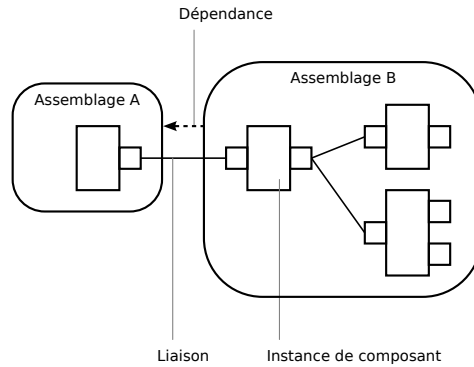 Dépendance
Assemblage B
Assemblage A
Liaison
Instance de composant